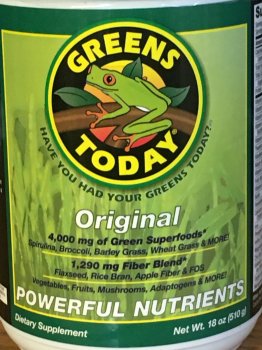 GREENS
TODAY®
HAVE YOU HAD YOUR GREENS TODAY?
Original
4,000 mg of Green Superfoods*
Spirulina, Broccoli, Barley Grass, Wheat Grass & MORE!
1,290 mg Fiber Blend*
Flaxseed, Rice Bran, Apple Fiber & FOS
Vegetables, Fruits, Mushrooms, Adaptogens & MORE!
POWERFUL NUTRIENTS
Dietary Supplement
Net Wt. 18 oz (510g)